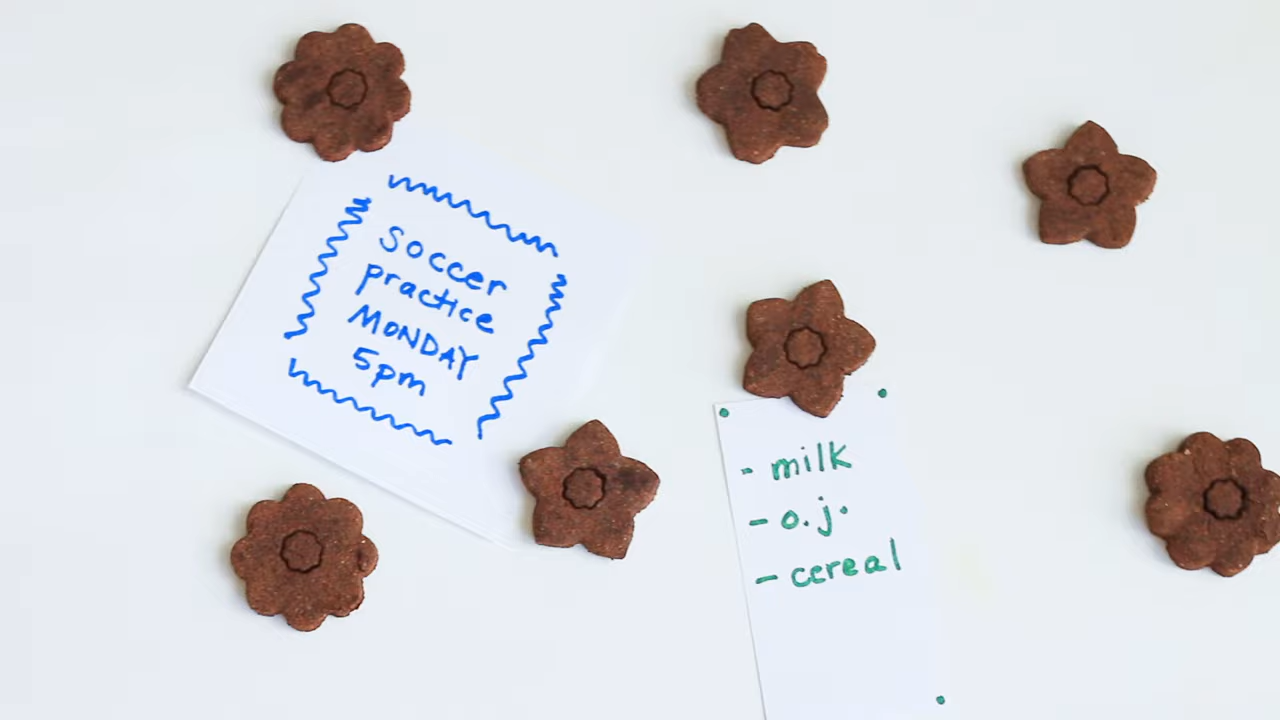 Soccer
practice
MONDAY
5pm
- milk
- o.j.
- cereal